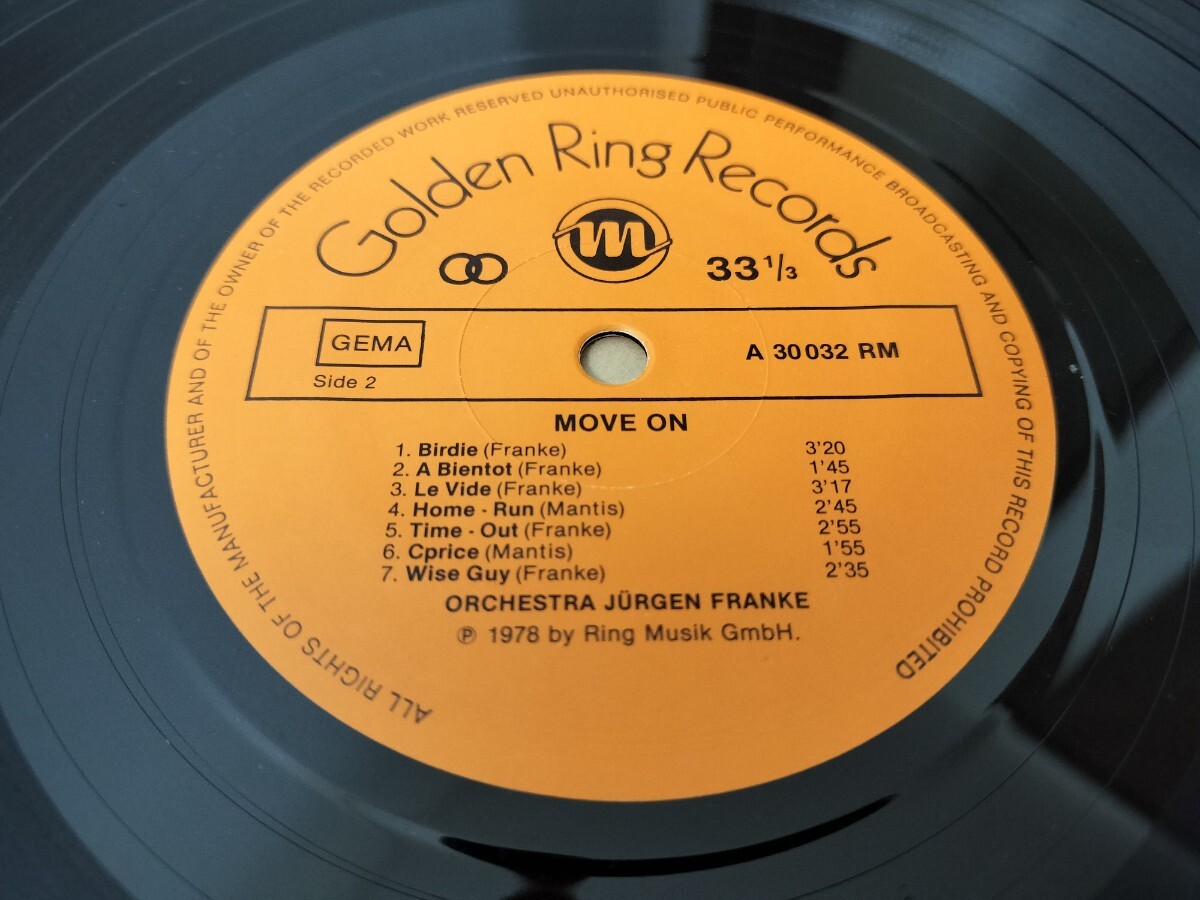 ALL RIGHTS OF THE MANUFACTURER AND OF THE OWNER OF THE RECORDED WORK RESERVED UNAUTHORISED PUBLIC PERFORMANCE BROADCASTING AND COPYING OF THIS RECORD PROHIBITED
Golden Ring Records
m
33 1/3
GEMA
Side 2
A 30 032 RM
MOVE ON
1. Birdie (Franke) 3'20
2. A Bientot (Franke) 1'45
3. Le Vide (Franke) 3'17
4. Home - Run (Mantis) 2'45
5. Time - Out (Franke) 2'55
6. Cprice (Mantis) 1'55
7. Wise Guy (Franke) 2'35
ORCHESTRA JÜRGEN FRANKE
℗ 1978 by Ring Musik GmbH.